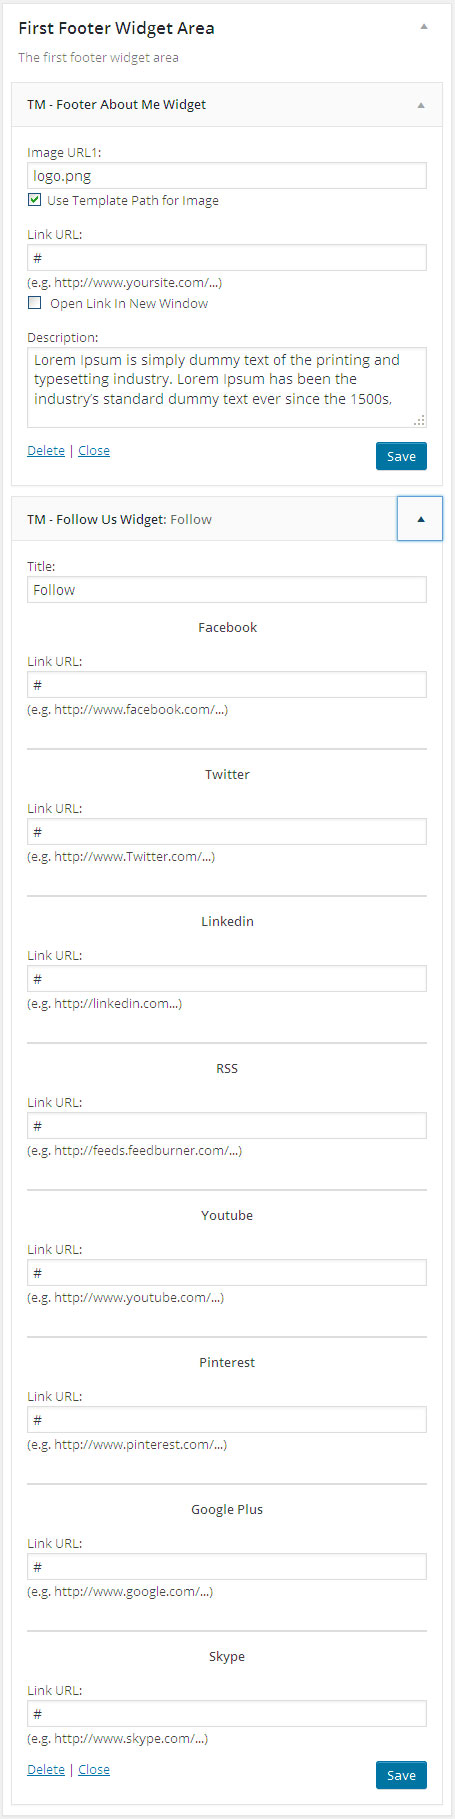 First Footer Widget Area
The first footer widget area
TM - Footer About Me Widget
Image URL1:
logo.png
Use Template Path for Image
Link URL:
#
(e.g. http://www.yoursite.com/...)
Open Link In New Window
Description:
Lorem Ipsum is simply dummy text of the printing and
typesetting industry. Lorem Ipsum has been the
industry's standard dummy text ever since the 1500s,
Delete | Close
Save
TM - Follow Us Widget: Follow
Title:
Follow
Facebook
Link URL:
#
(e.g. http://www.facebook.com/...)
Twitter
Link URL:
#
(e.g. http://www.Twitter.com/...)
Linkedin
Link URL:
#
(e.g. http://linkedin.com...)
RSS
Link URL:
#
(e.g. http://feeds.feedburner.com/...)
Youtube
Link URL:
#
(e.g. http://www.youtube.com/...)
Pinterest
Link URL:
#
(e.g. http://www.pinterest.com/...)
Google Plus
Link URL:
#
(e.g. http://www.google.com/...)
Skype
Link URL:
#
(e.g. http://www.skype.com/...)
Delete | Close
Save